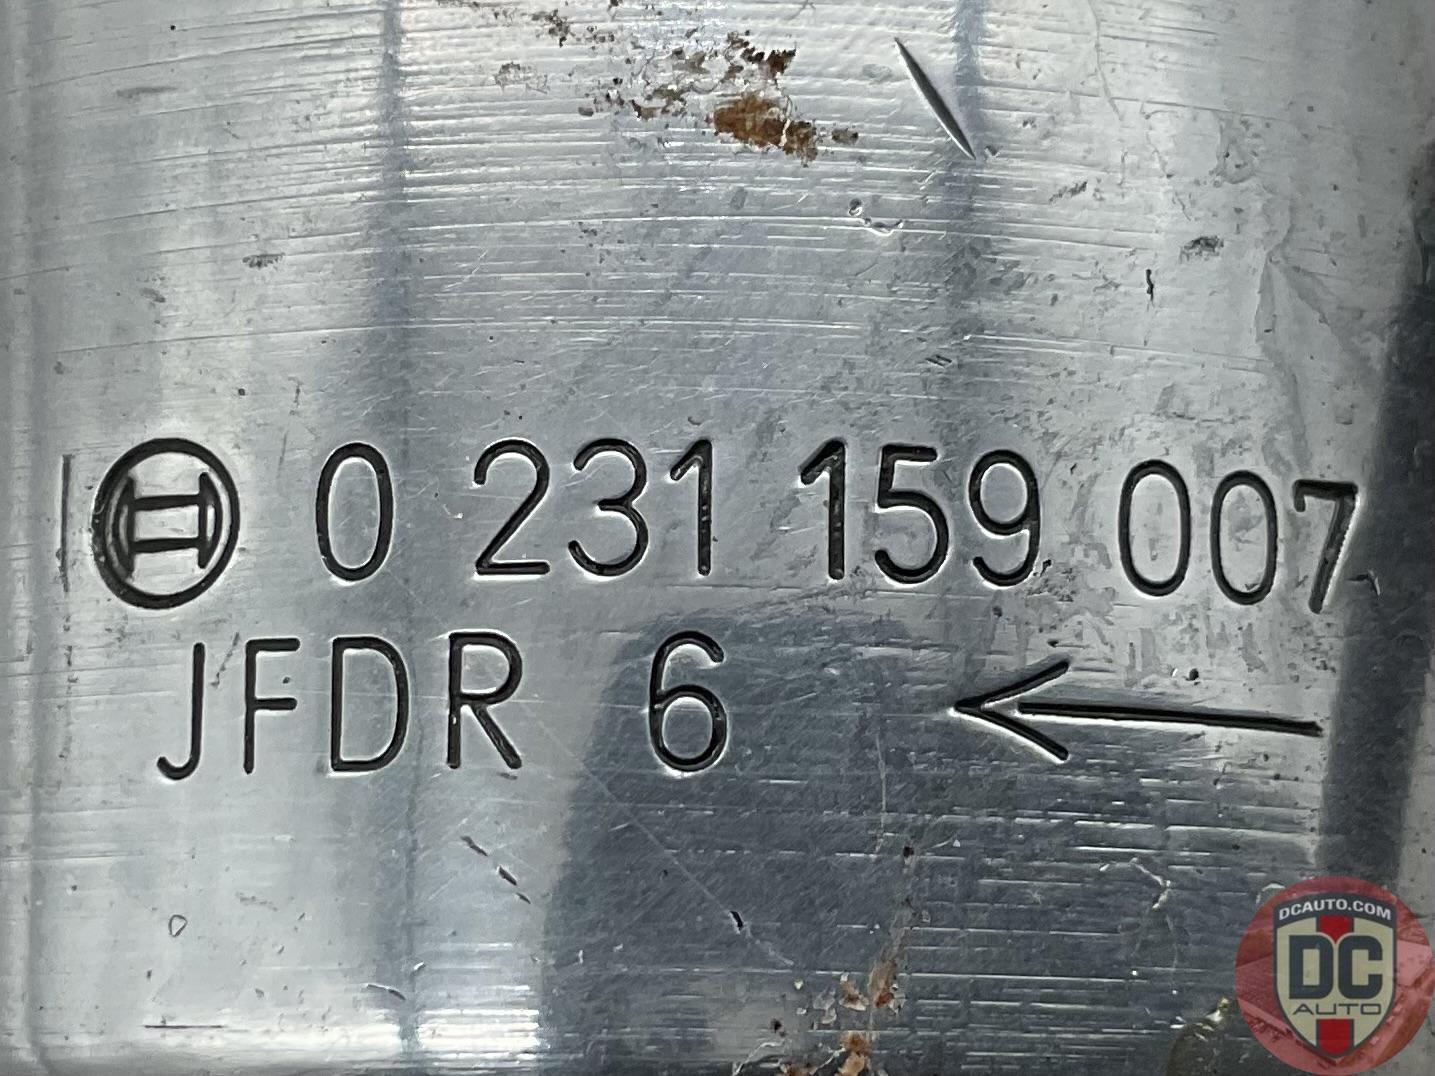 0 231 159 007
JFDR 6
DCAUTO.COM
DC
AUTO